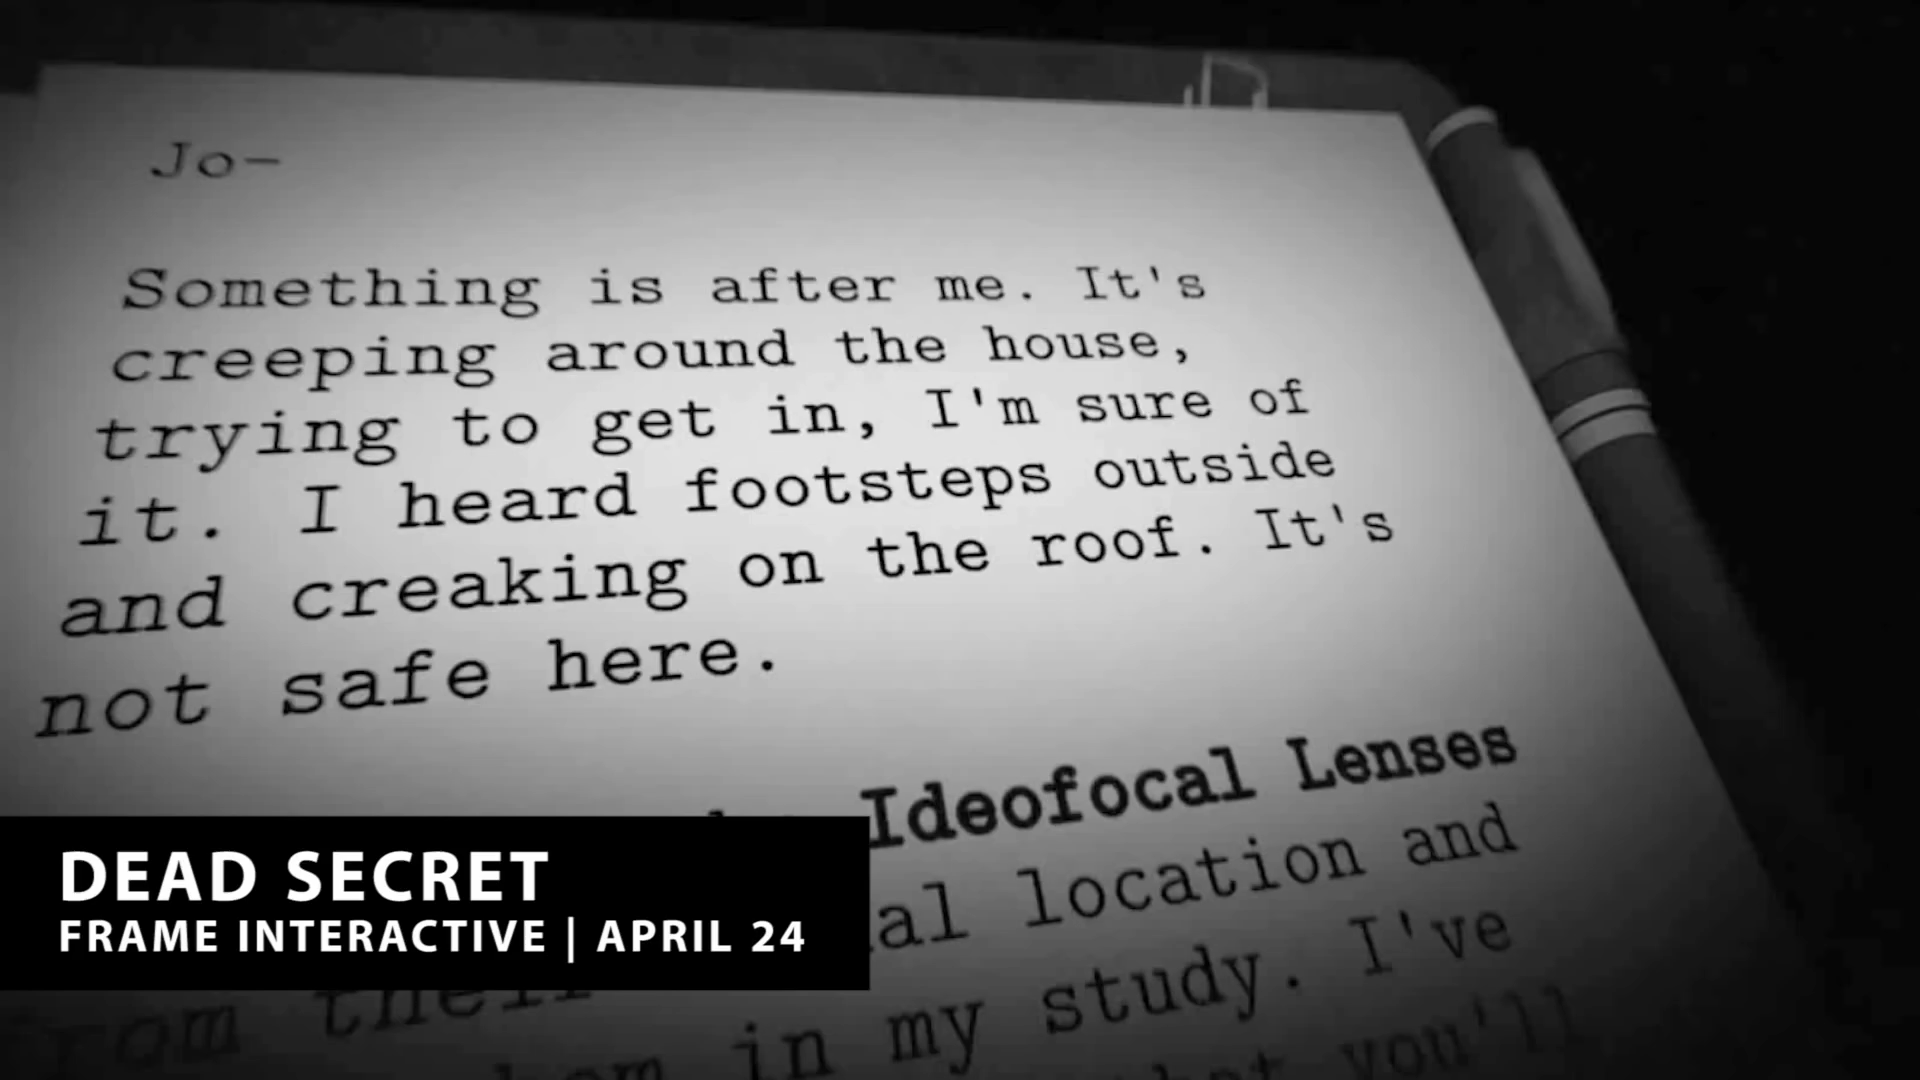 Jo-
Something is after me. It's
creeping around the house,
trying to get in, I'm sure of
it. I heard footsteps outside
and creaking on the roof. It's
not safe here.
Ideofocal Lenses
location and
in my study. I've
you'll
DEAD SECRET
FRAME INTERACTIVE | APRIL 24